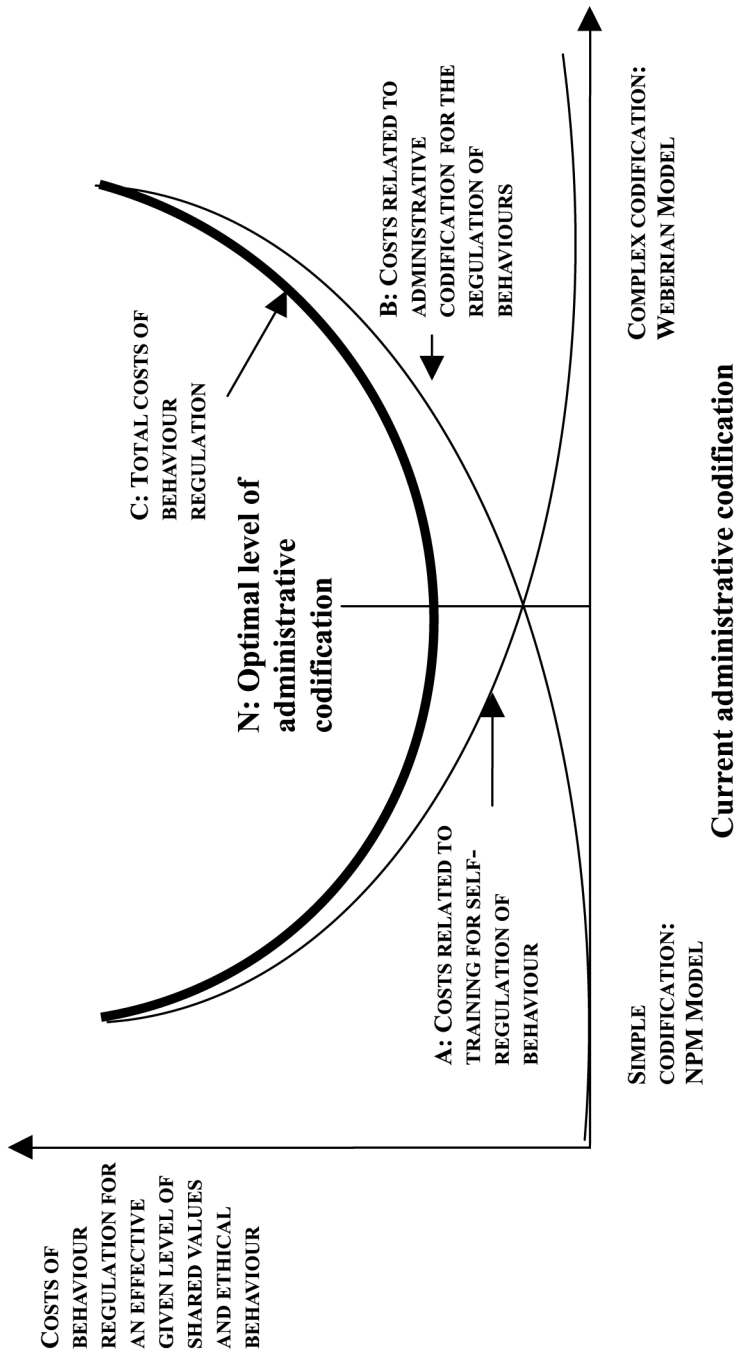 COSTS OF
BEHAVIOUR
REGULATION FOR
AN EFFECTIVE
GIVEN LEVEL OF
SHARED VALUES
AND ETHICAL
BEHAVIOUR
C: TOTAL COSTS OF
BEHAVIOUR
REGULATION
N: Optimal level of
administrative
codification
B: COSTS RELATED TO
ADMINISTRATIVE
CODIFICATION FOR THE
REGULATION OF
BEHAVIOURS
A: COSTS RELATED TO
TRAINING FOR SELF-
REGULATION OF
BEHAVIOUR
SIMPLE
CODIFICATION:
NPM MODEL
COMPLEX CODIFICATION:
WEBERIAN MODEL
Current administrative codification